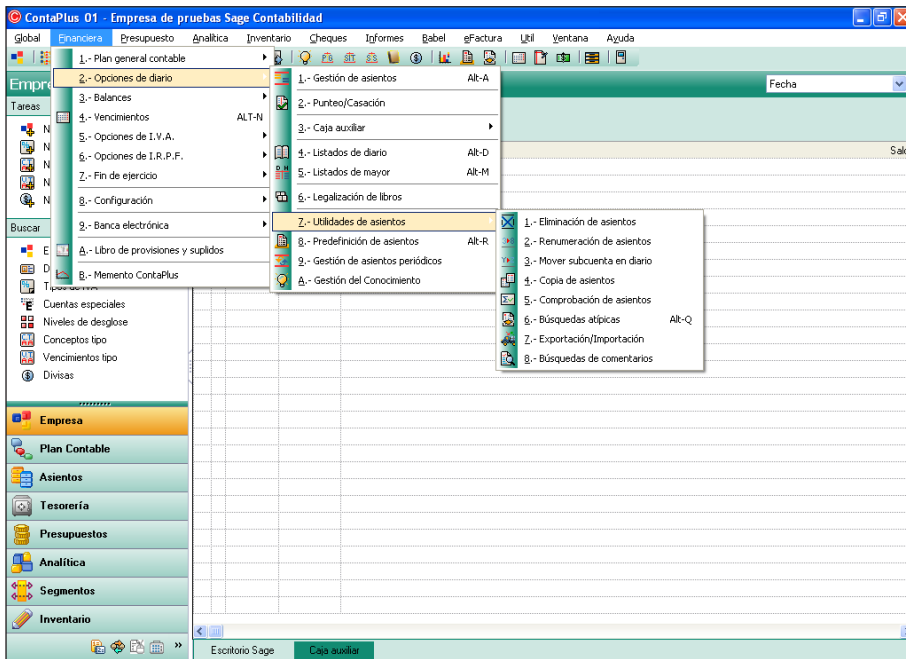 ContaPlus 01 - Empresa de pruebas Sage Contabilidad
Global Financiera Presupuesto Analítica Inventario Cheques Informes Babel eFactura Util Ventana Ayuda
Empre
Fecha
Tareas
N
N
N
N
N
Buscar
E
D
Tipos de IVA
Cuentas especiales
Niveles de desglose
Conceptos tipo
Vencimientos tipo
Divisas
1.- Plan general contable
2.- Opciones de diario
3.- Balances
4.- Vencimientos ALT-N
5.- Opciones de I.V.A.
6.- Opciones de I.R.P.F.
7.- Fin de ejercicio
8.- Configuración
9.- Banca electrónica
A.- Libro de provisiones y suplidos
B.- Memento ContaPlus
1.- Gestión de asientos Alt-A
2.- Punteo/Casación
3.- Caja auxiliar
4.- Listados de diario Alt-D
5.- Listados de mayor Alt-M
6.- Legalización de libros
7.- Utilidades de asientos
8.- Predefinición de asientos Alt-R
9.- Gestión de asientos periódicos
A.- Gestión del Conocimiento
1.- Eliminación de asientos
2.- Renumeración de asientos
3.- Mover subcuenta en diario
4.- Copia de asientos
5.- Comprobación de asientos
6.- Búsquedas atípicas Alt-Q
7.- Exportación/Importación
8.- Búsquedas de comentarios
Sald
Empresa
Plan Contable
Asientos
Tesorería
Presupuestos
Analítica
Segmentos
Inventario
Escritorio Sage Caja auxiliar